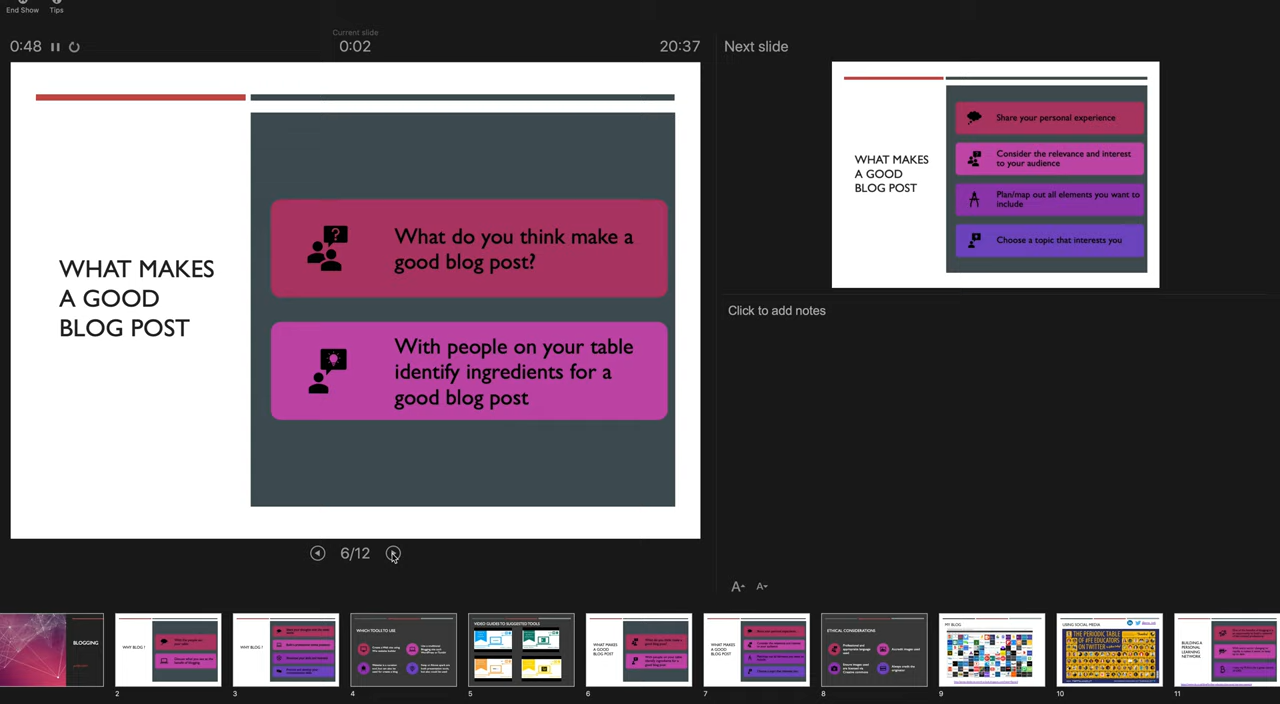 End Show
Tips
0:48
Current slide
0:02
20:37
Next slide
WHAT MAKES
A GOOD
BLOG POST
What do you think make a
good blog post?
With people on your table
identify ingredients for a
good blog post
WHAT MAKES
A GOOD
BLOG POST
Share your personal experience
Consider the relevance and interest
to your audience
Plan/map out all elements you want to
include
Choose a topic that interests you
Click to add notes
6/12
A
A
BLOGGING
WHY BLOG !
WHY BLOG !
WHICH TOOL TO USE
VIDEO GUIDES TO SUGGESTED TOOLS
WHAT MAKES
A GOOD
BLOG POST
WHAT MAKES
A GOOD
BLOG POST
ETHICAL CONSIDERATIONS
MY BLOG
USING SOCIAL MEDIA
THE PERIODIC TABLE
OF PFE EDUCATORS
ON TWITTER
BUILDING A
PERSONAL
LEARNING
NETWORK
2
3
4
5
6
7
8
9
10
11